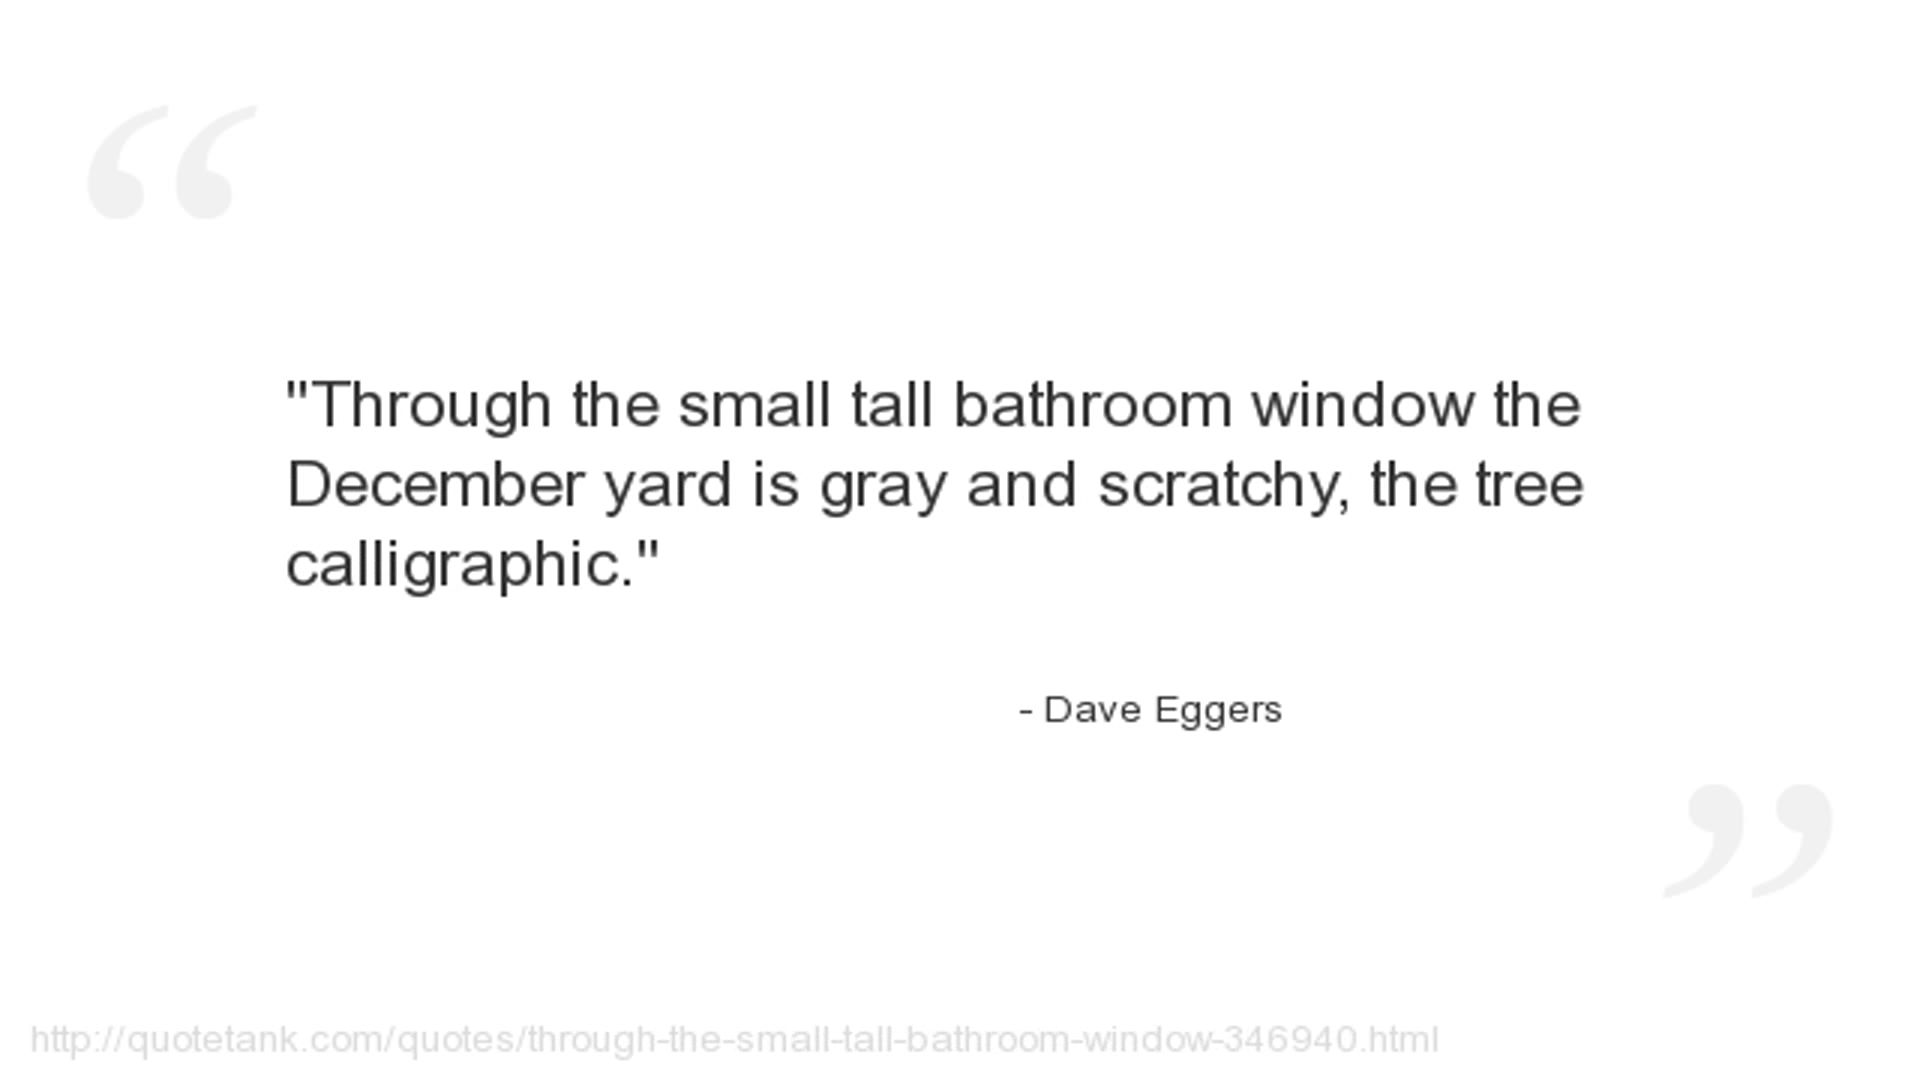 "Through the small tall bathroom window the
December yard is gray and scratchy, the tree
calligraphic."
- Dave Eggers
http://quotetank.com/quotes/through-the-small-tall-bathroom-window-346940.html